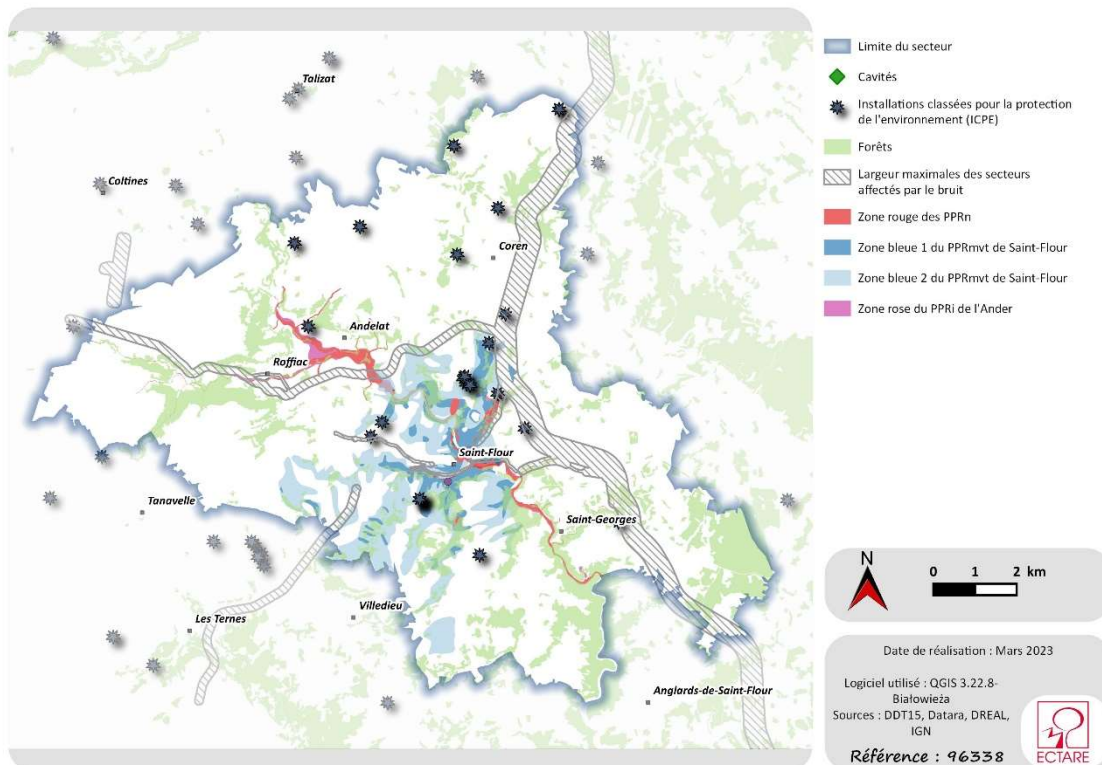 Talizat
Coltines
Coren
Andelat
Roffiac
Saint-Flour
Tanavelle
Saint-Georges
Villedieu
Les Ternes
Anglards-de-Saint-Flour
Limite du secteur
Cavités
Installations classées pour la protection
de l'environnement (ICPE)
Forêts
Largeur maximales des secteurs
affectés par le bruit
Zone rouge des PPRn
Zone bleue 1 du PPRmvt de Saint-Flour
Zone bleue 2 du PPRmvt de Saint-Flour
Zone rose du PPRi de l'Ander
N
0 1 2 km
Date de réalisation : Mars 2023
Logiciel utilisé : QGIS 3.22.8-
Białowieża
Sources : DDT15, Datara, DREAL,
IGN
Référence : 96338
ECTARE